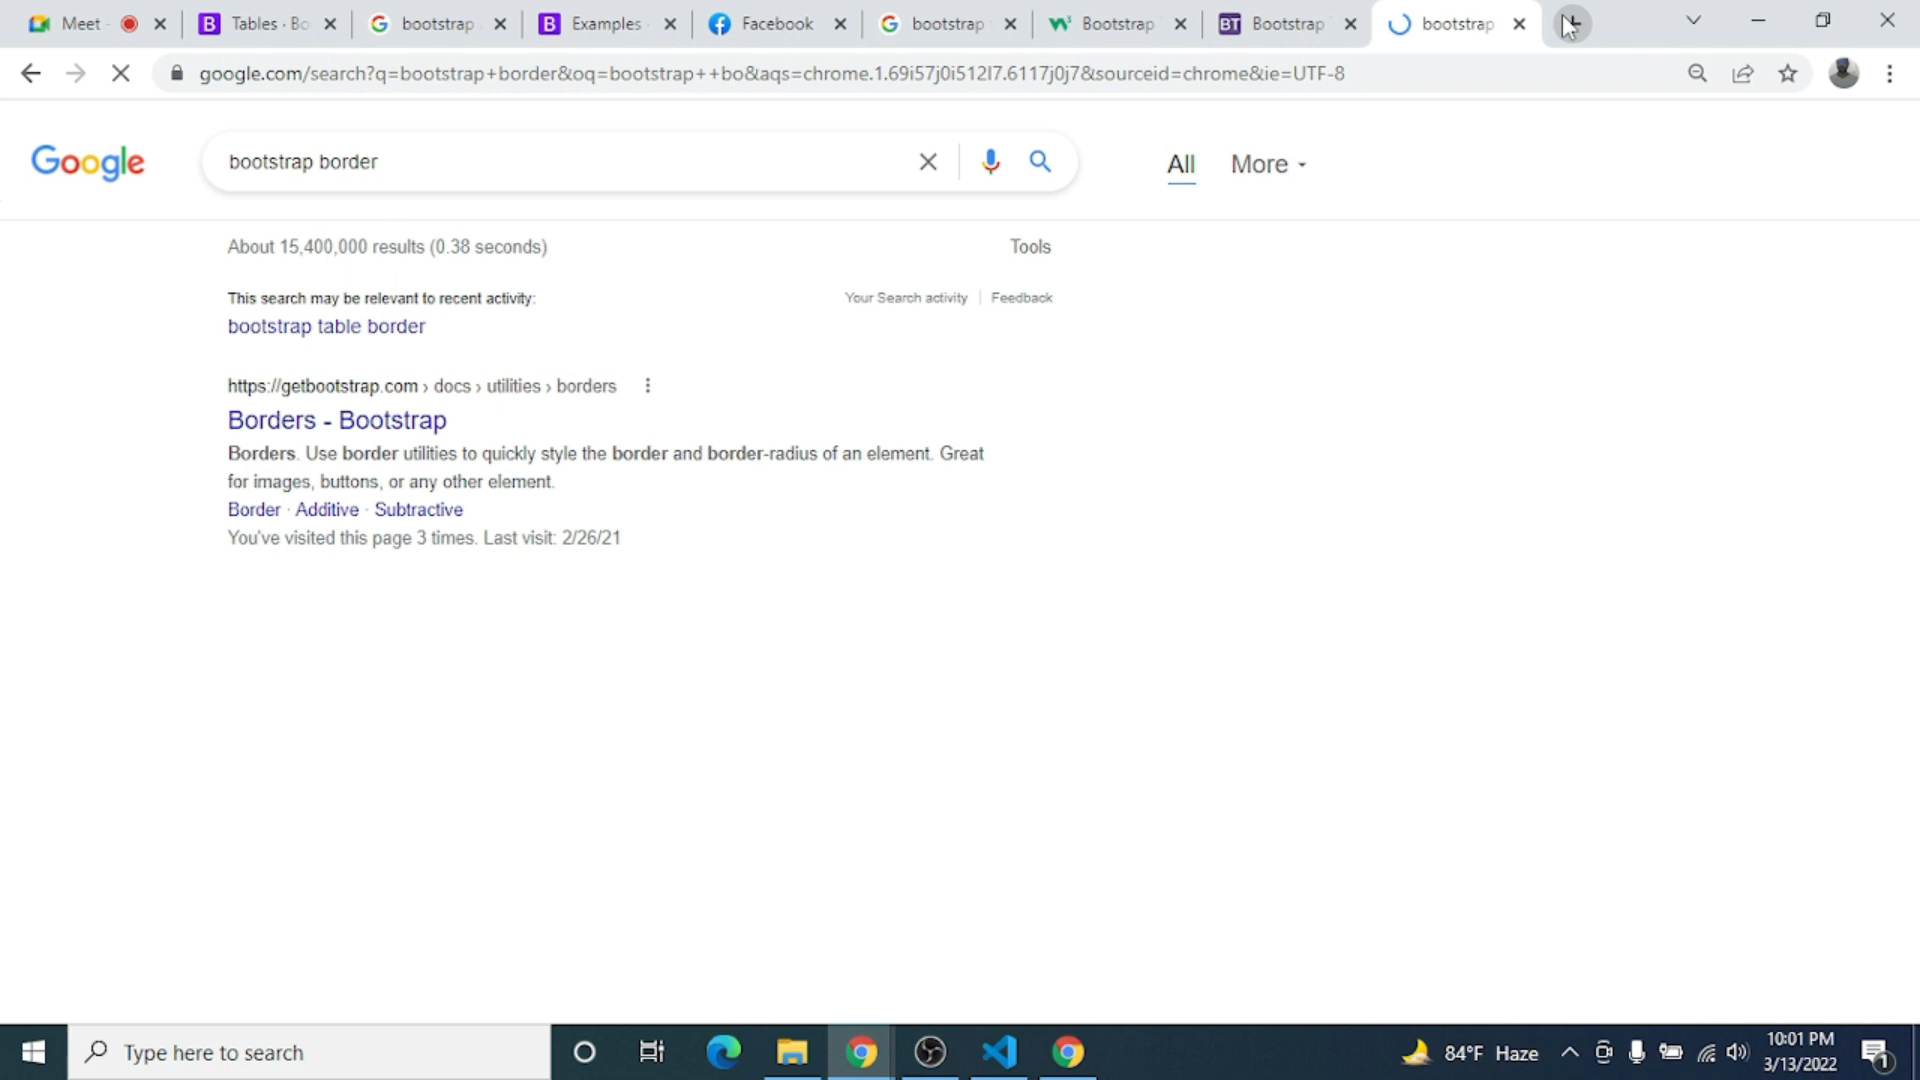 Meet
Tables · Bo
bootstrap
Examples
Facebook
bootstrap
Bootstrap
Bootstrap
bootstrap
google.com/search?q=bootstrap+border&oq=bootstrap++bo&aqs=chrome.1.69i57j0i512l7.6117j0j7&sourceid=chrome&ie=UTF-8
Google
bootstrap border
All
More
About 15,400,000 results (0.38 seconds)
Tools
This search may be relevant to recent activity:
Your Search activity
Feedback
bootstrap table border
https://getbootstrap.com › docs › utilities › borders
Borders - Bootstrap
Borders. Use border utilities to quickly style the border and border-radius of an element. Great
for images, buttons, or any other element.
Border · Additive · Subtractive
You've visited this page 3 times. Last visit: 2/26/21
Type here to search
84°F Haze
10:01 PM
3/13/2022
1